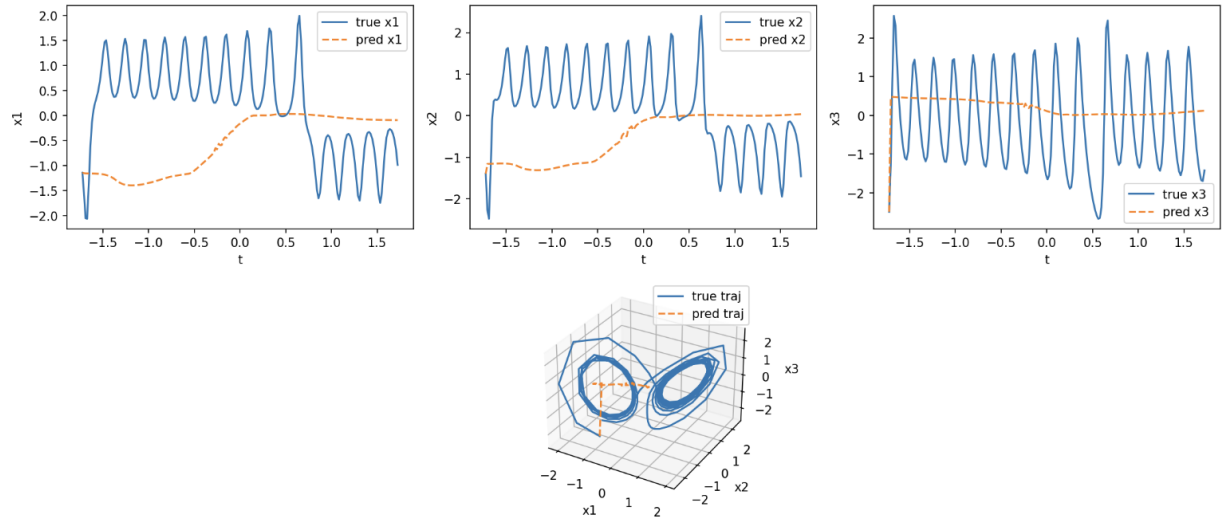 true x1
pred x1
2.0
1.5
1.0
0.5
0.0
−0.5
−1.0
−1.5
−2.0
x1
−1.5 −1.0 −0.5 0.0 0.5 1.0 1.5
t
true x2
pred x2
2
1
0
−1
−2
x2
−1.5 −1.0 −0.5 0.0 0.5 1.0 1.5
t
true x3
pred x3
2
1
0
−1
−2
x3
−1.5 −1.0 −0.5 0.0 0.5 1.0 1.5
t
true traj
pred traj
2
1
0
−1
−2
x3
−2 −1 0 1 2
x1
−2 −1 0 1 2
x2